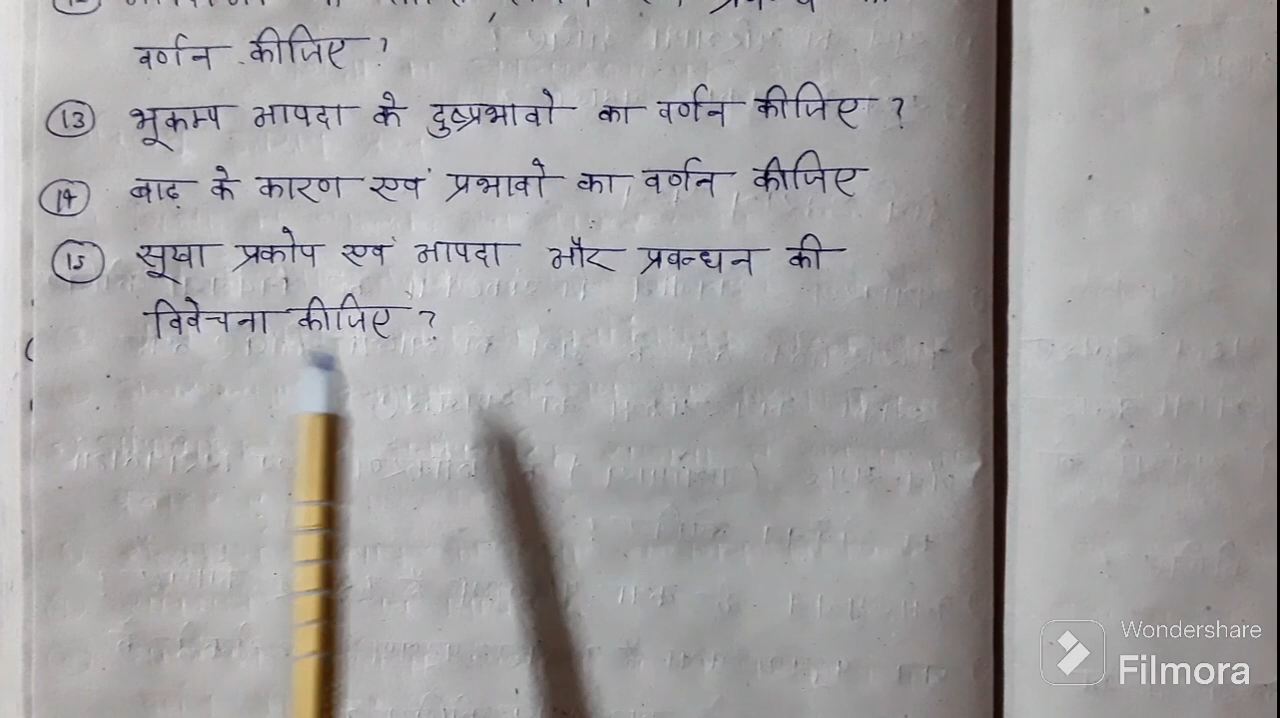 वर्णन कीजिए ?
(13) भूकम्प आपदा के दुष्प्रभावो का वर्णन कीजिए ?
(14) बाढ़ के कारण एवं प्रभावो का वर्णन कीजिए
(15) सूखा प्रकोप एवं आपदा और प्रबन्धन की
विवेचना कीजिए ?
Wondershare
Filmora